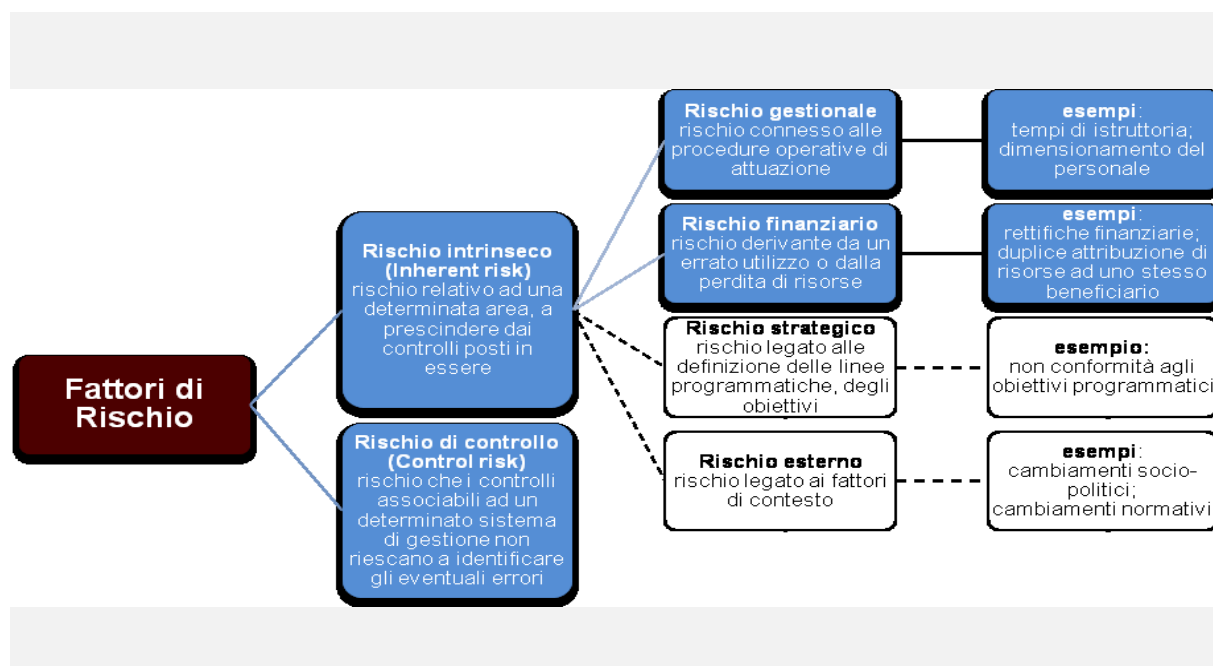 Fattori di
Rischio
Rischio intrinseco
(Inherent risk)
rischio relativo ad una
determinata area, a
prescindere dai
controlli posti in
essere
Rischio di controllo
(Control risk)
rischio che i controlli
associabili ad un
determinato sistema
di gestione non
riescano a identificare
gli eventuali errori
Rischio gestionale
rischio connesso alle
procedure operative di
attuazione
esempi:
tempi di istruttoria;
dimensionamento del
personale
Rischio finanziario
rischio derivante da un
errato utilizzo o dalla
perdita di risorse
esempi:
rettifiche finanziarie;
duplice attribuzione di
risorse ad uno stesso
beneficiario
Rischio strategico
rischio legato alle
definizione delle linee
programmatiche, degli
obiettivi
esempio:
non conformità agli
obiettivi programmatici
Rischio esterno
rischio legato ai fattori
di contesto
esempi:
cambiamenti socio-
politici;
cambiamenti normativi